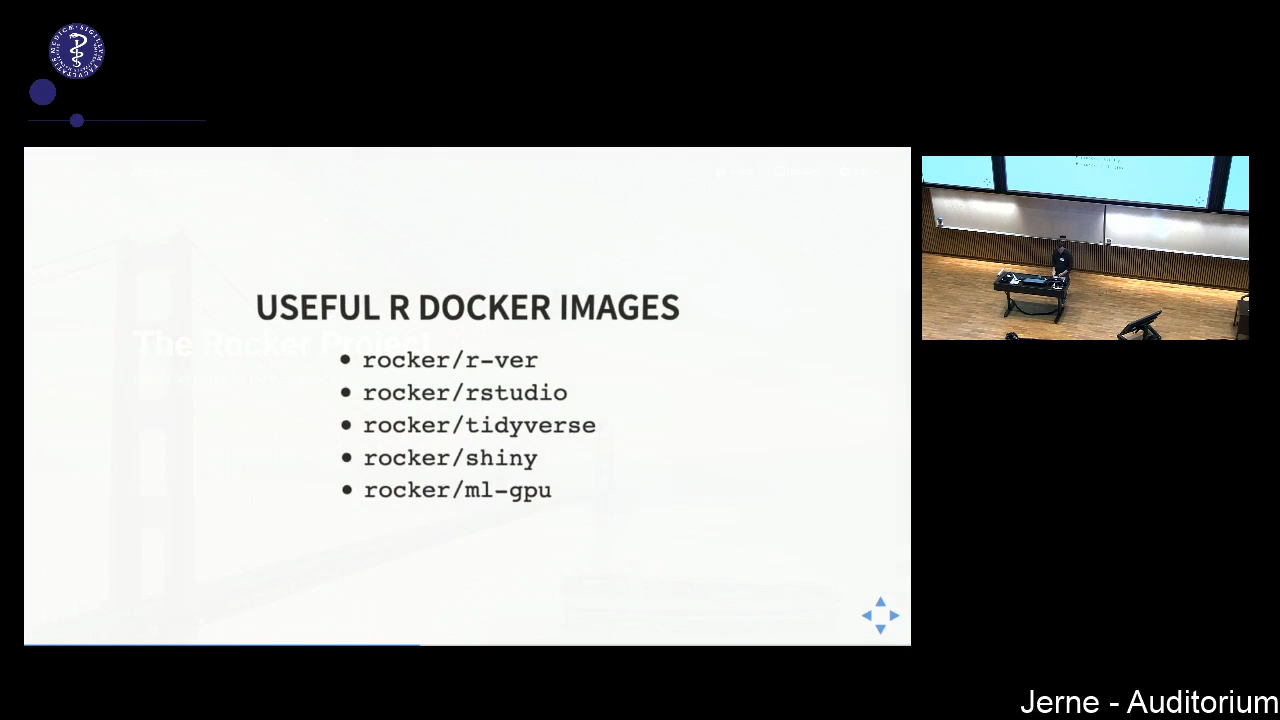 USEFUL R DOCKER IMAGES
The Rocker Project
rocker/r-ver
rocker/rstudio
rocker/tidyverse
rocker/shiny
rocker/ml-gpu
Jerne - Auditorium